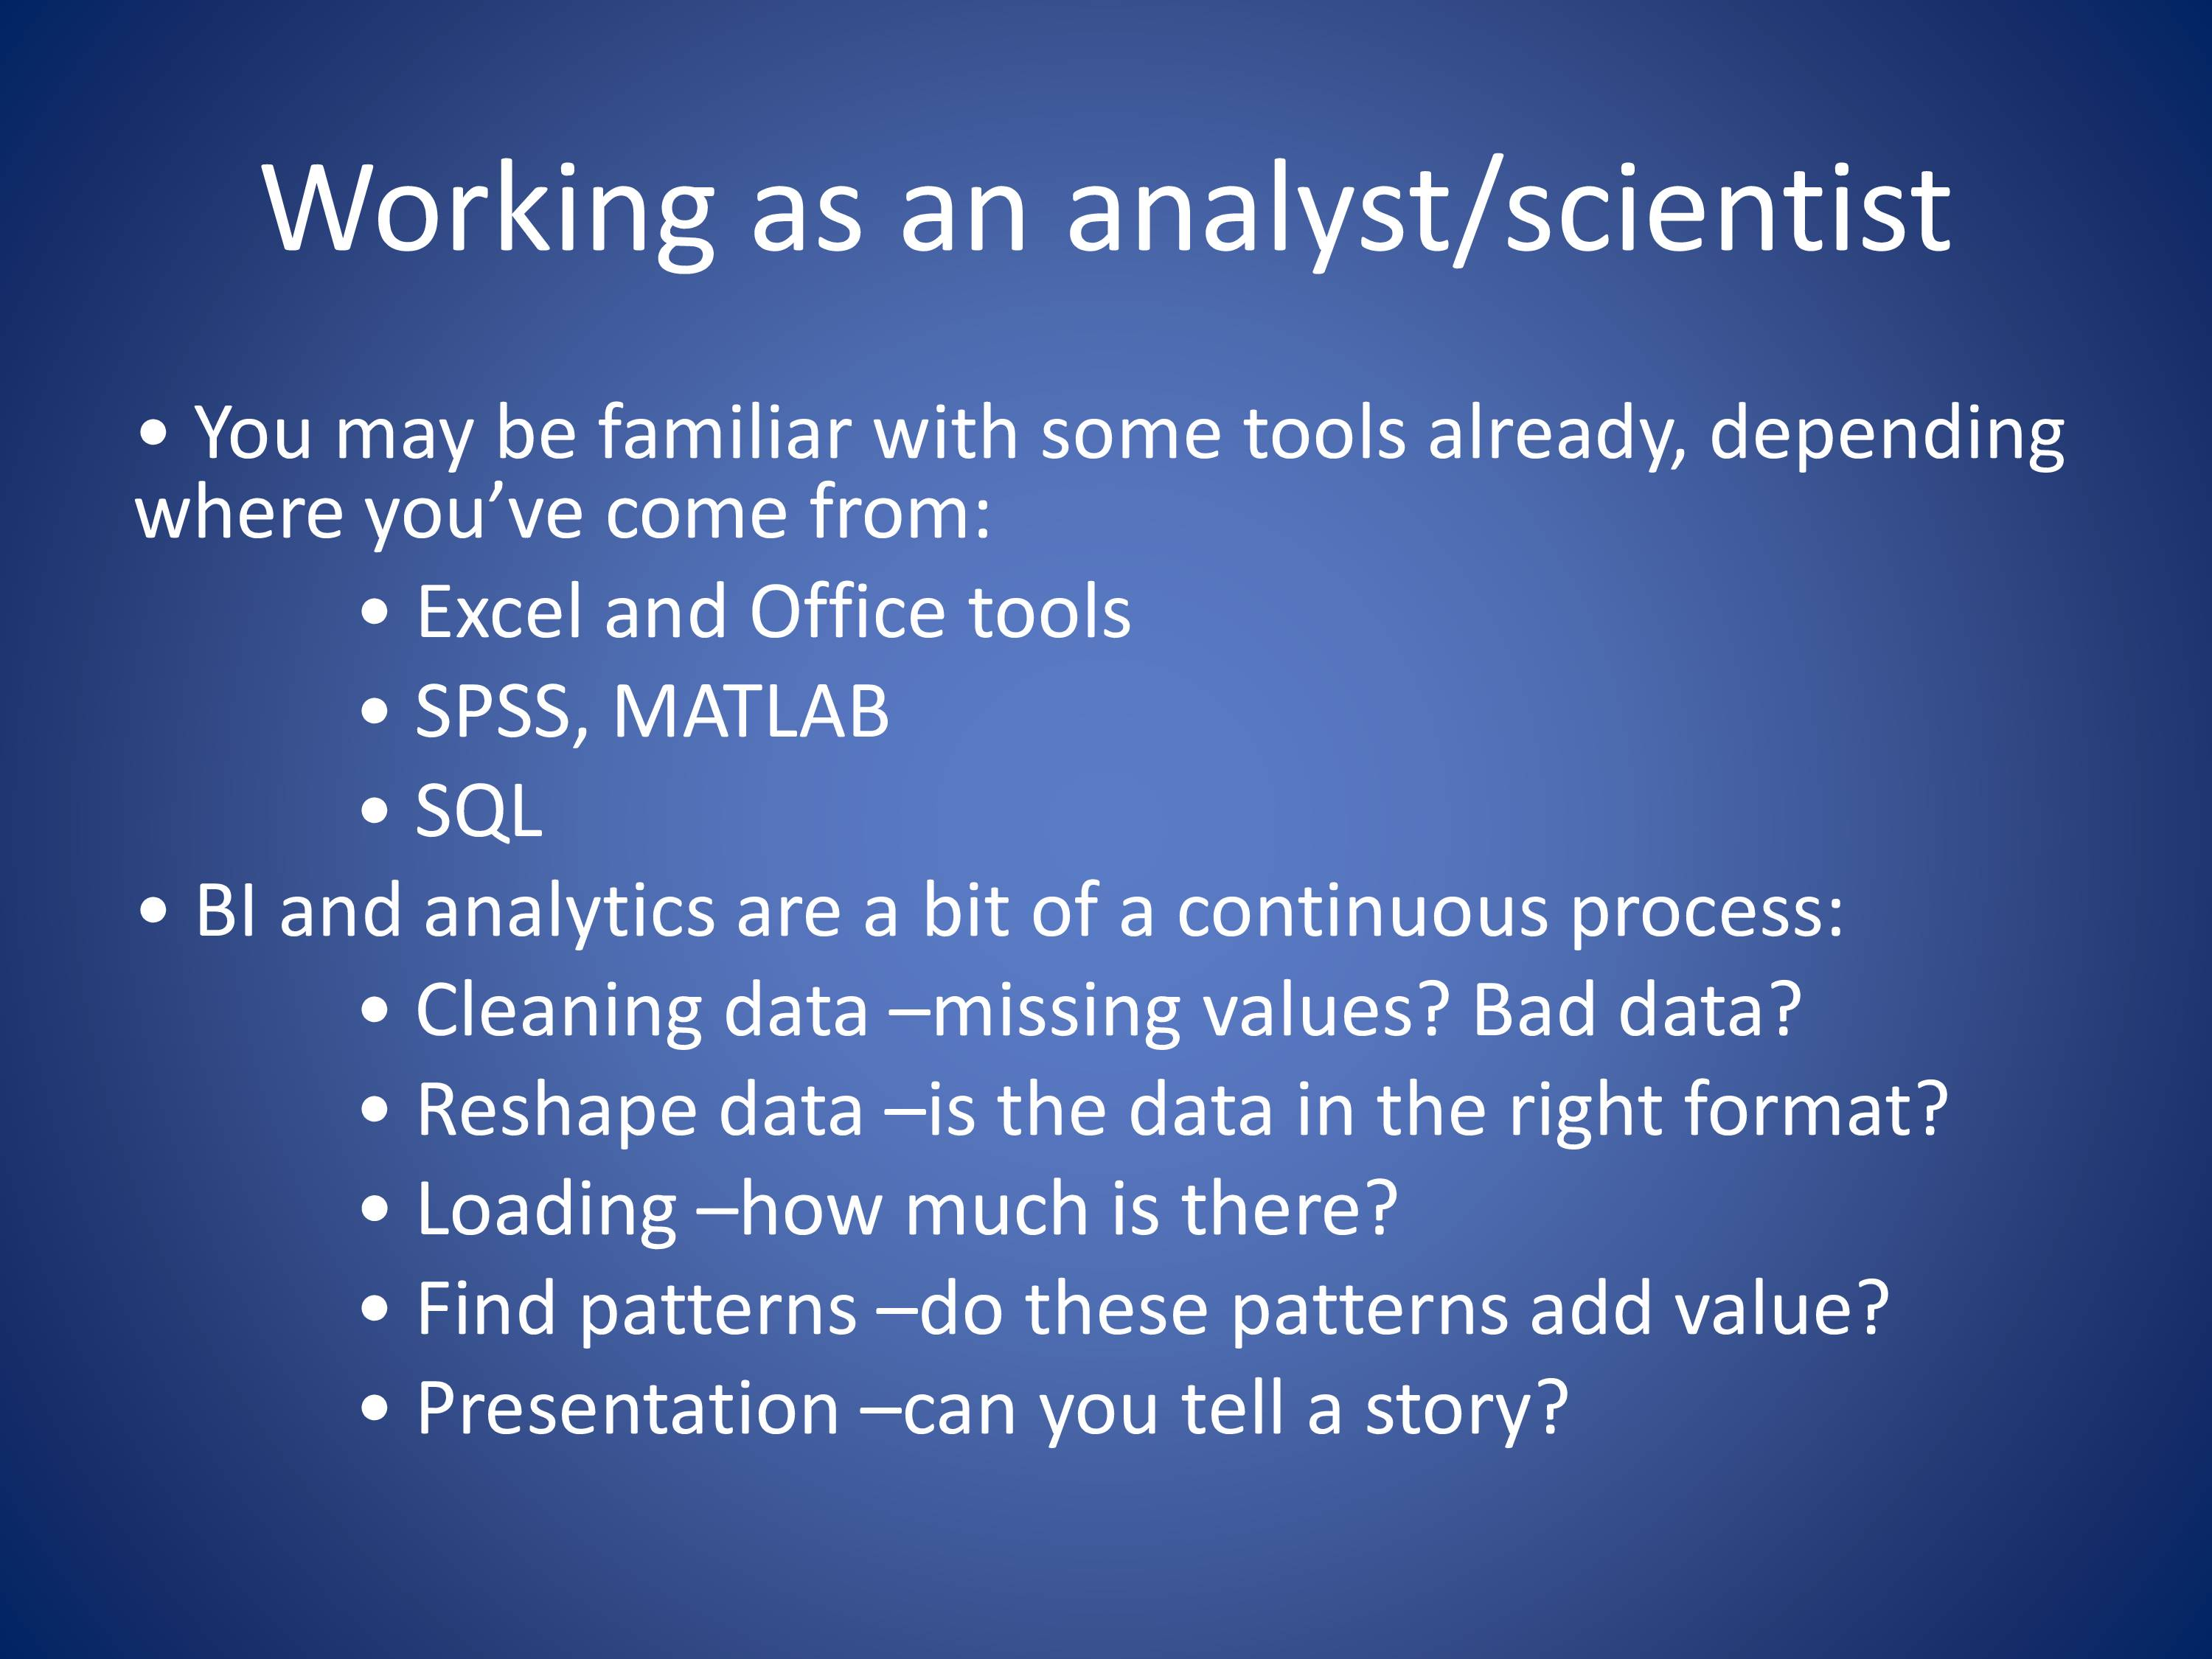 Working as an analyst/scientist
• You may be familiar with some tools already, depending
where you’ve come from:
• Excel and Office tools
• SPSS, MATLAB
• SQL
• BI and analytics are a bit of a continuous process:
• Cleaning data –missing values? Bad data?
• Reshape data –is the data in the right format?
• Loading –how much is there?
• Find patterns –do these patterns add value?
• Presentation –can you tell a story?